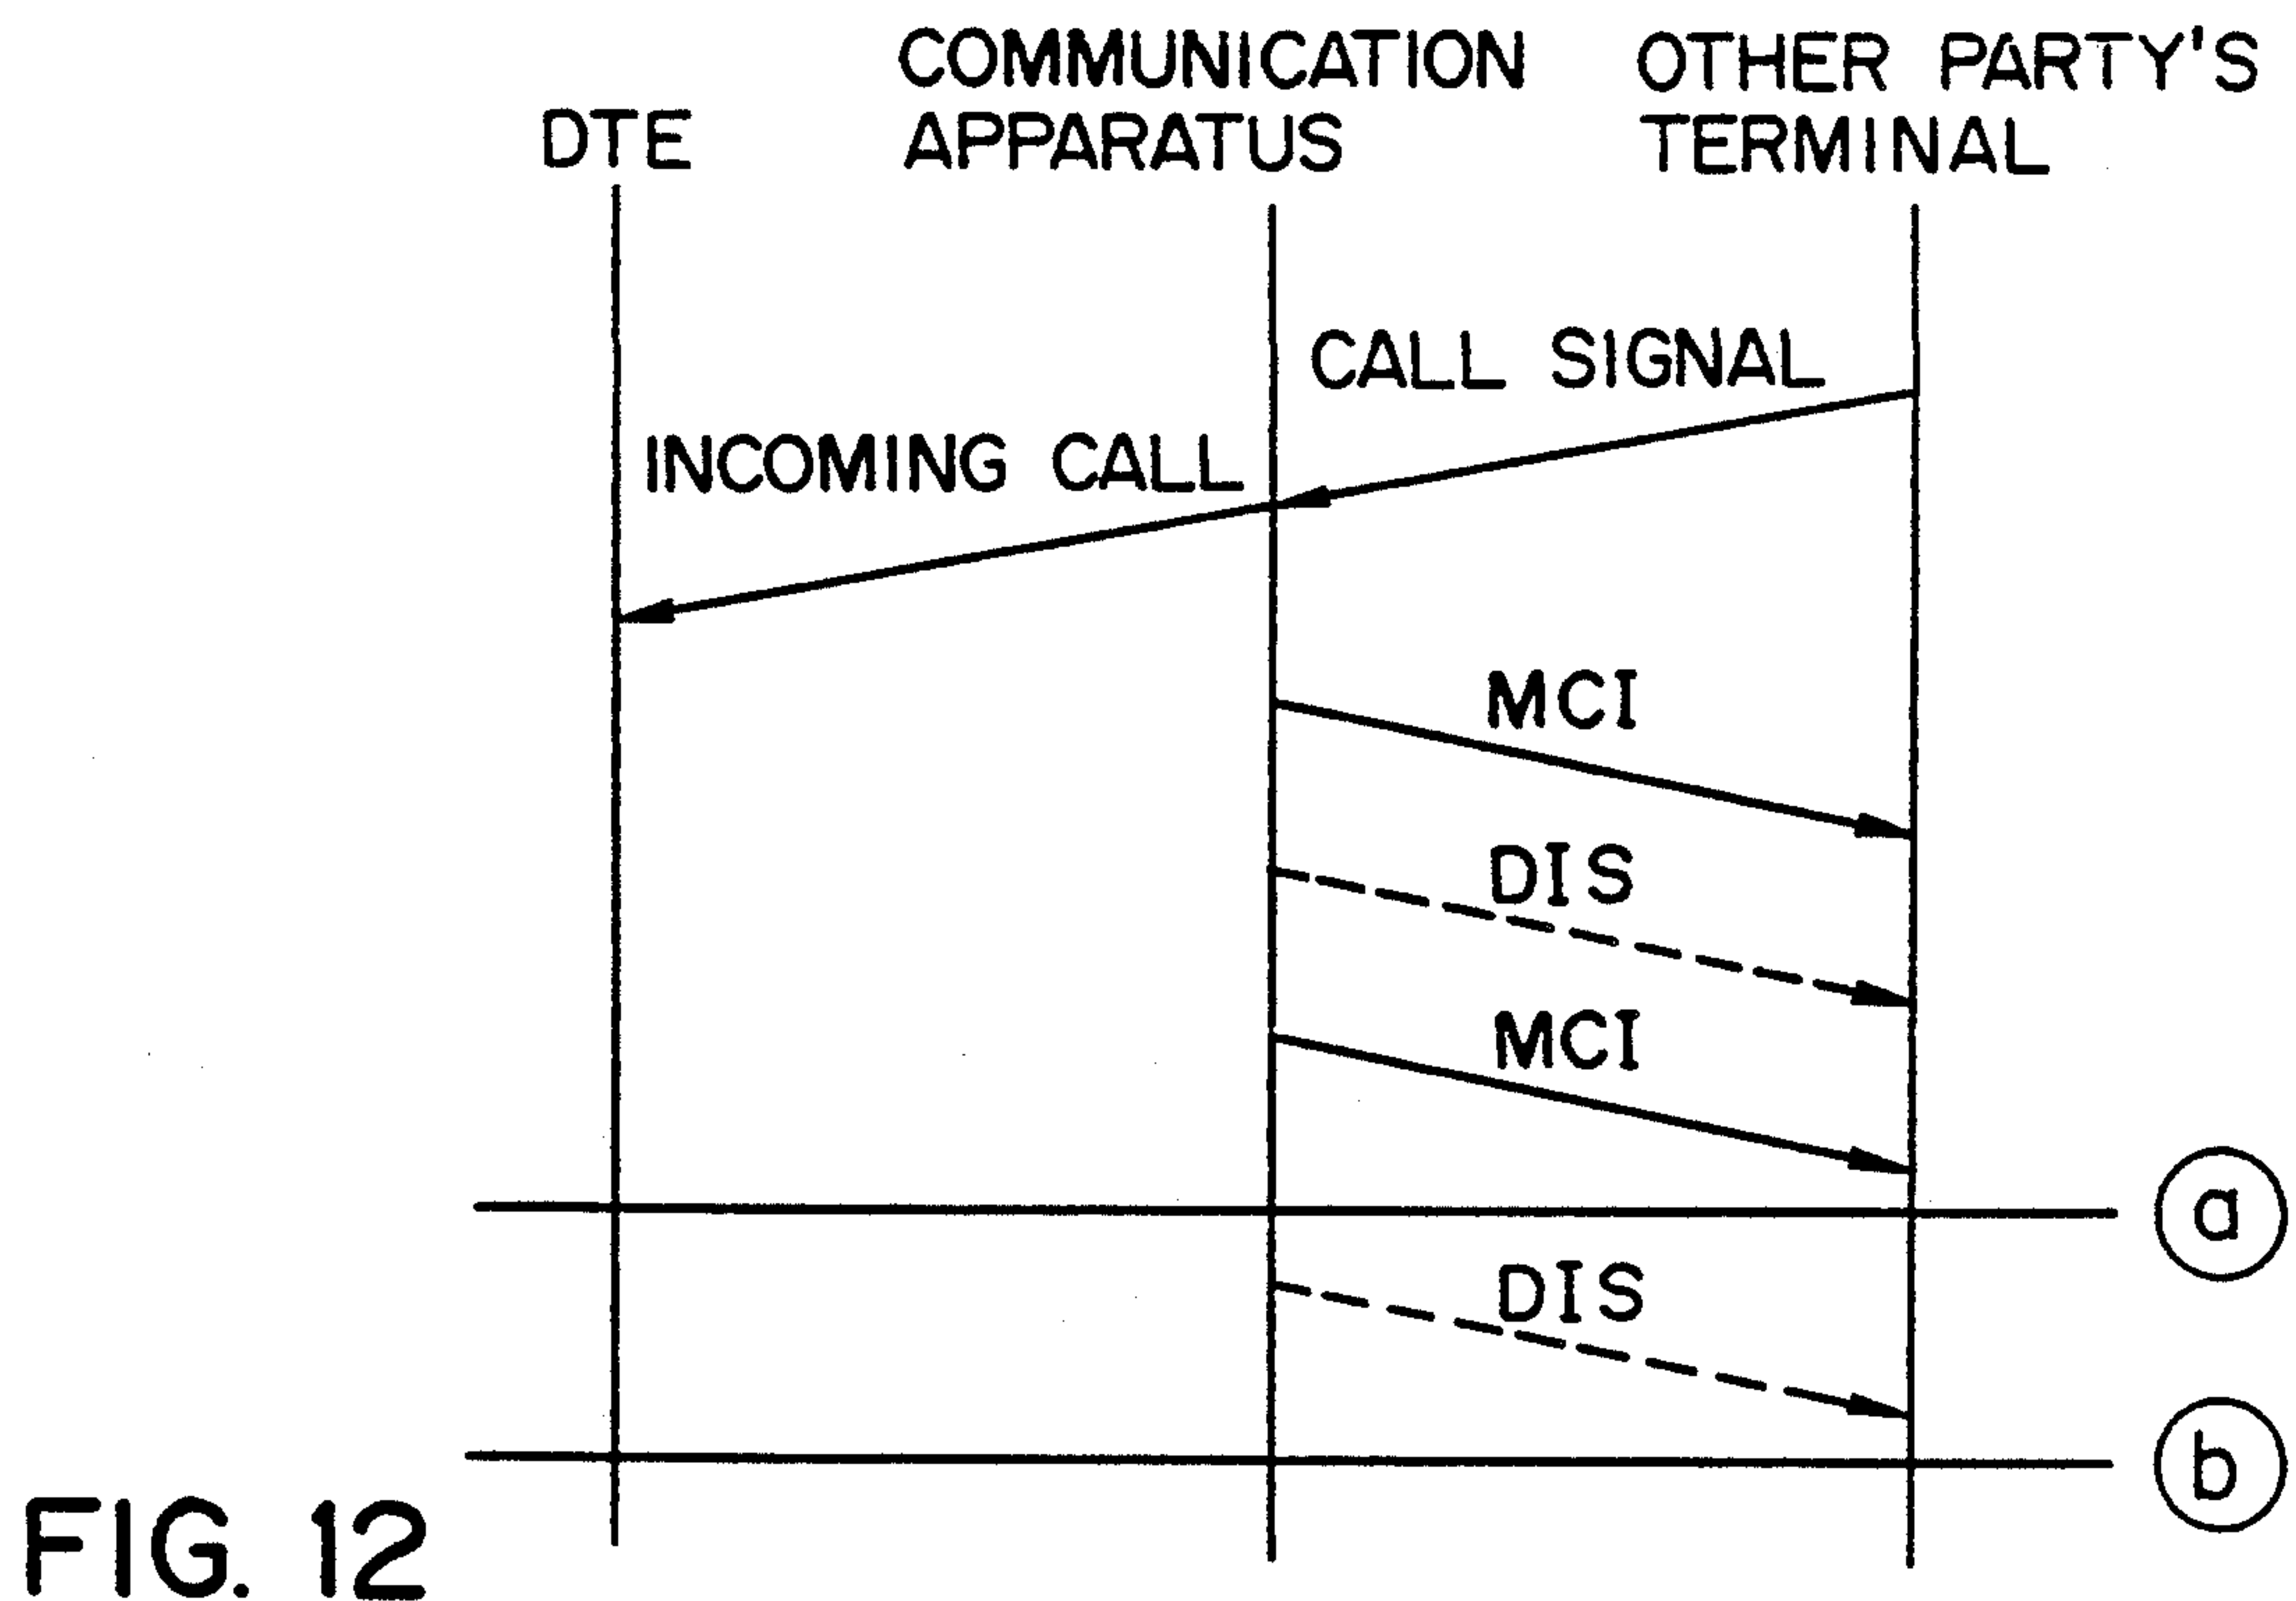 DTE
COMMUNICATION
APPARATUS
OTHER PARTY'S
TERMINAL
CALL SIGNAL
INCOMING CALL
MCI
DIS
MCI
a
DIS
b
FIG. 12